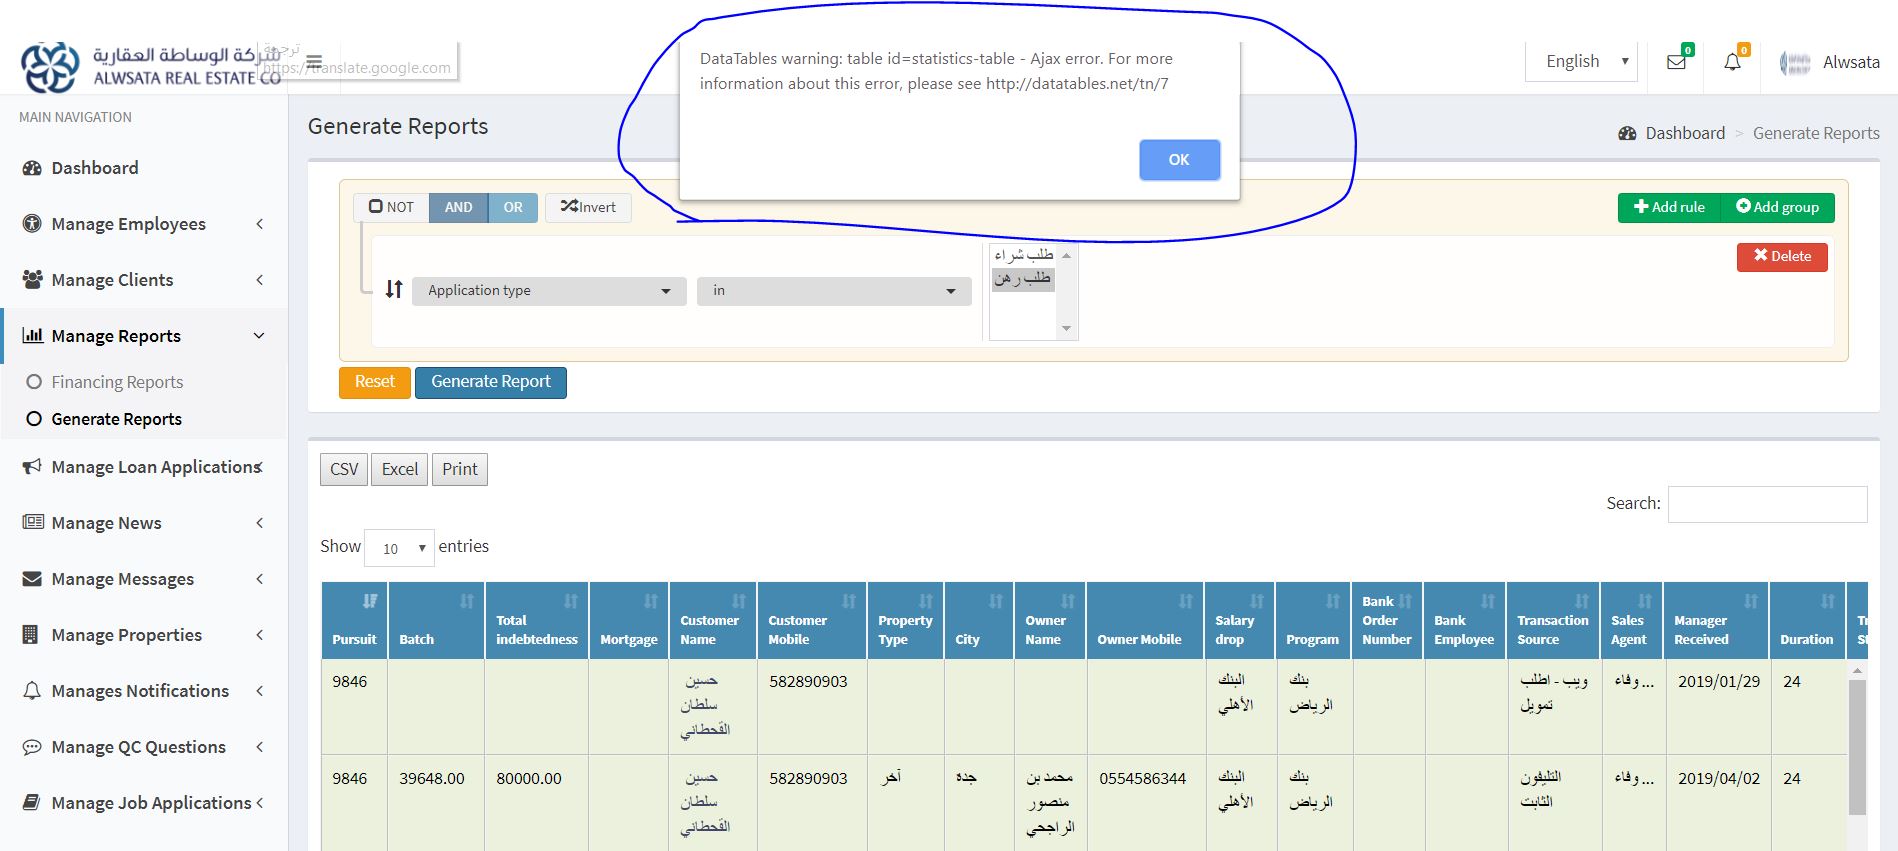 شركة الوساطة العقارية
ALWSATA REAL ESTATE CO
ترجمة
https://translate.google.com
DataTables warning: table id=statistics-table - Ajax error. For more
information about this error, please see http://datatables.net/tn/7
OK
English
0
0
Alwsata
MAIN NAVIGATION
Dashboard
Manage Employees
Manage Clients
Manage Reports
Financing Reports
Generate Reports
Manage Loan Applications
Manage News
Manage Messages
Manage Properties
Manages Notifications
Manage QC Questions
Manage Job Applications
Generate Reports
Dashboard > Generate Reports
NOT AND OR Invert
Add rule Add group
Application type in
طلب شراء
طلب رهن
Delete
Reset Generate Report
CSV Excel Print
Search:
Show 10 entries
Pursuit
Batch
Total
indebtedness
Mortgage
Customer
Name
Customer
Mobile
Property
Type
City
Owner
Name
Owner Mobile
Salary
drop
Program
Bank
Order
Number
Bank
Employee
Transaction
Source
Sales
Agent
Manager
Received
Duration
9846
حسين
سلطان
القحطاني
582890903
البنك
الأهلي
بنك
الرياض
ويب - اطلب
تمويل
وفاء ...
2019/01/29
24
9846
39648.00
80000.00
حسين
سلطان
القحطاني
582890903
آخر
جدة
محمد بن
منصور
الراجحي
0554586344
البنك
الأهلي
بنك
الرياض
التليفون
الثابت
وفاء ...
2019/04/02
24